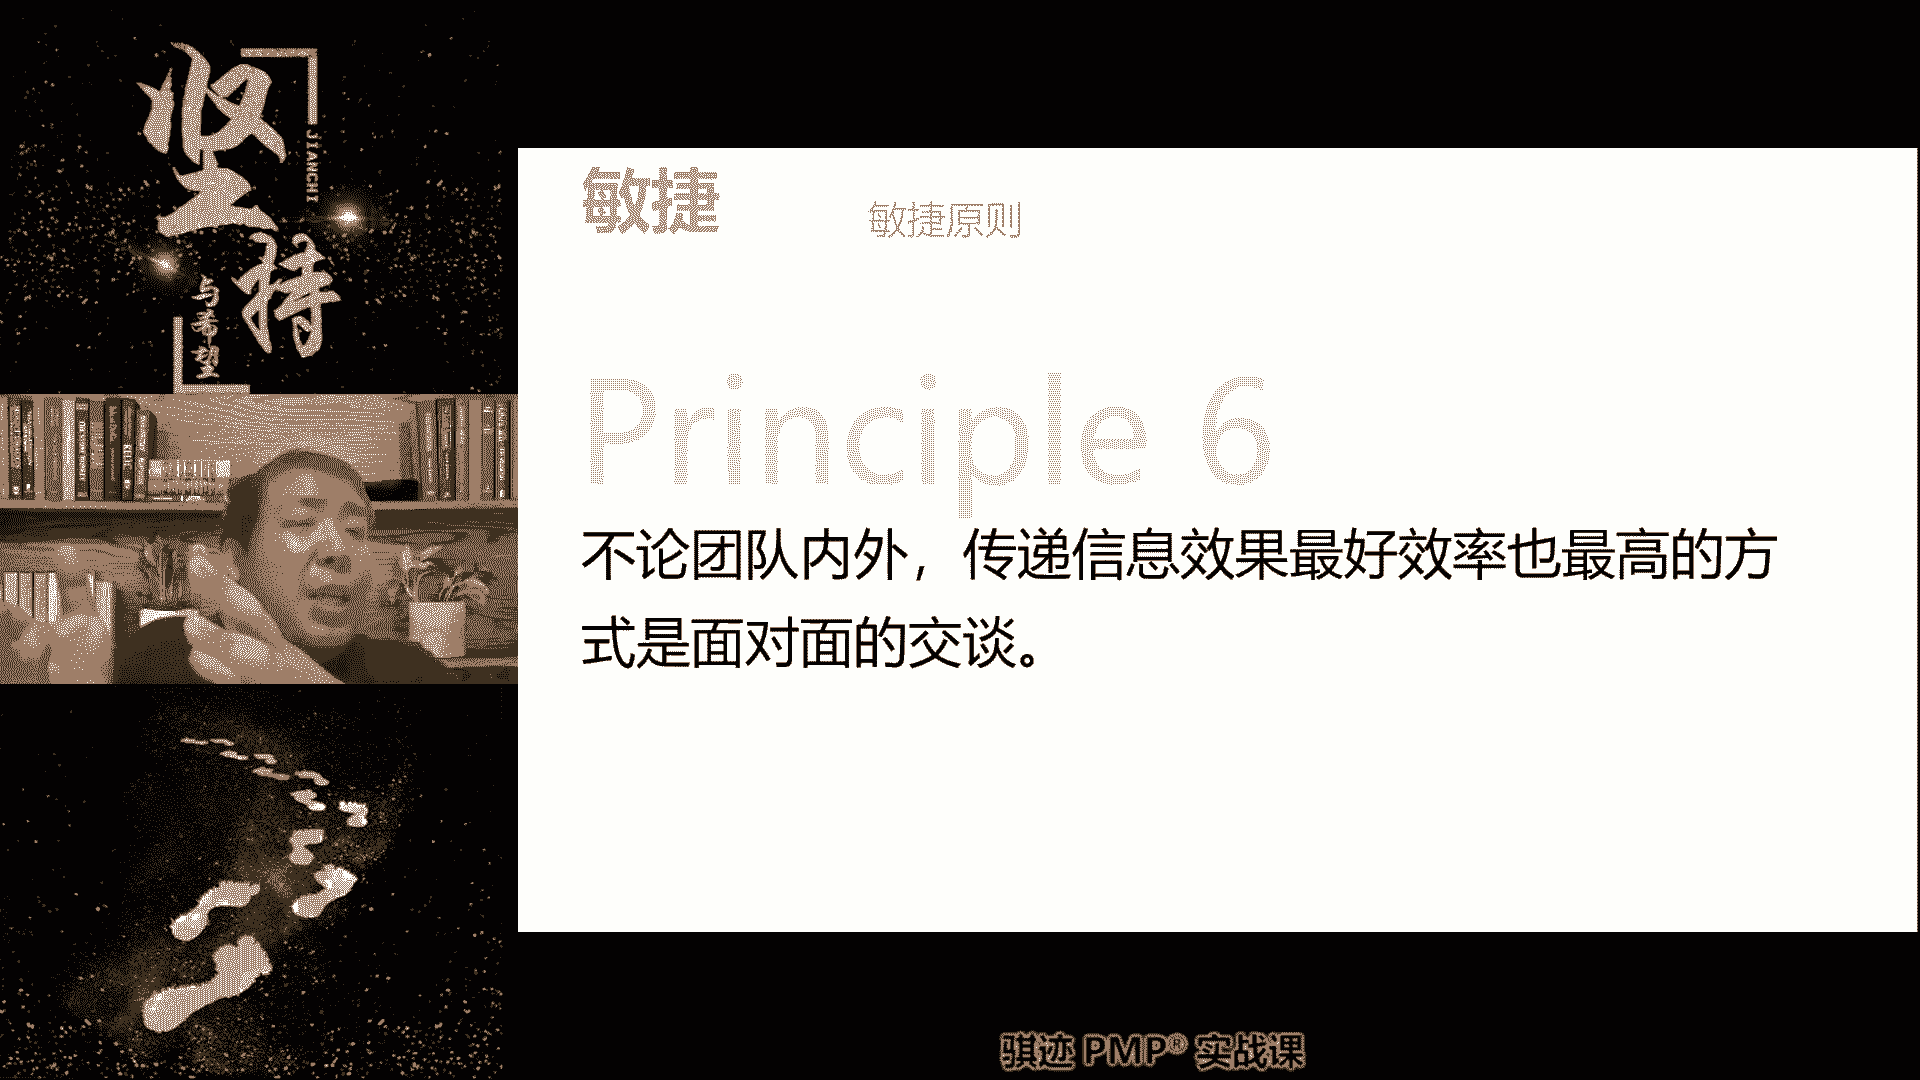 坚
持
JIANCHI
与希望
敏捷
敏捷原则
Principle 6
不论团队内外，传递信息效果最好效率也最高的方
式是面对面的交谈。
骐迹 PMP® 实战课